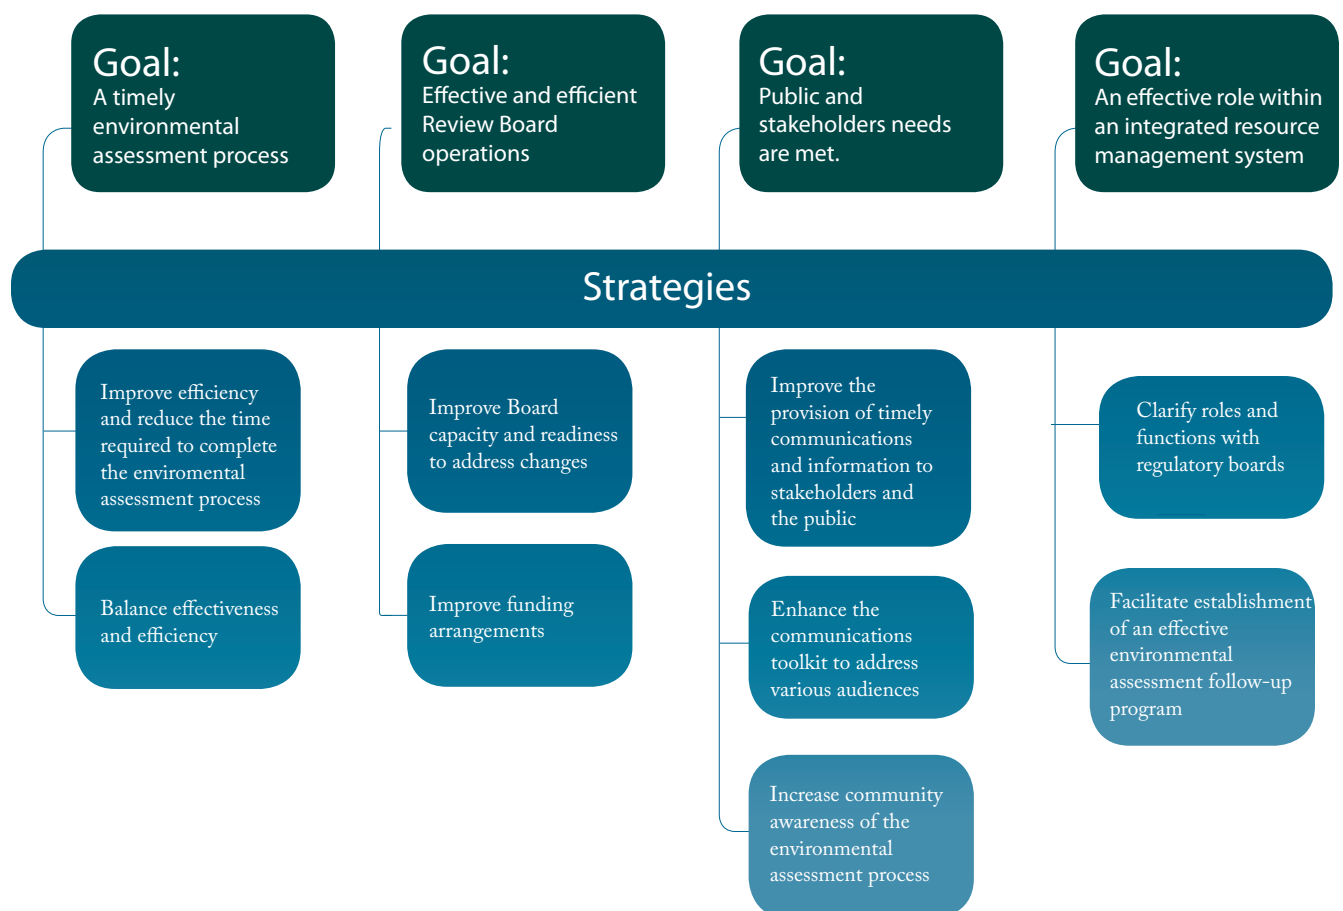 Goal:
A timely
environmental
assessment process
Goal:
Effective and efficient
Review Board
operations
Goal:
Public and
stakeholders needs
are met.
Goal:
An effective role within
an integrated resource
management system
Strategies
Improve efficiency
and reduce the time
required to complete
the enviromental
assessment process
Balance effectiveness
and efficiency
Improve Board
capacity and readiness
to address changes
Improve funding
arrangements
Improve the
provision of timely
communications
and information to
stakeholders and
the public
Enhance the
communications
toolkit to address
various audiences
Increase community
awareness of the
environmental
assessment process
Clarify roles and
functions with
regulatory boards
Facilitate establishment
of an effective
environmental
assessment follow-up
program